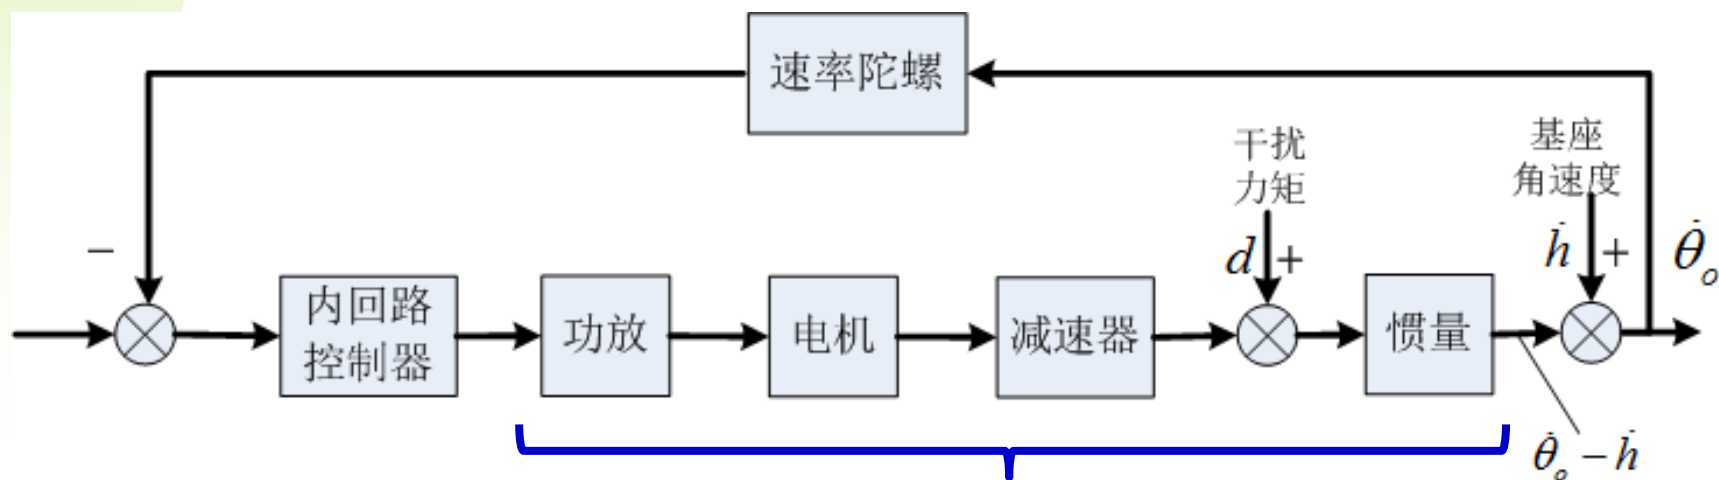 速率陀螺
干扰
力矩
基座
角速度
−
d
+
ḣ
+
θ̇ₒ
内回路
控制器
功放
电机
减速器
惯量
θ̇ₒ − ḣ